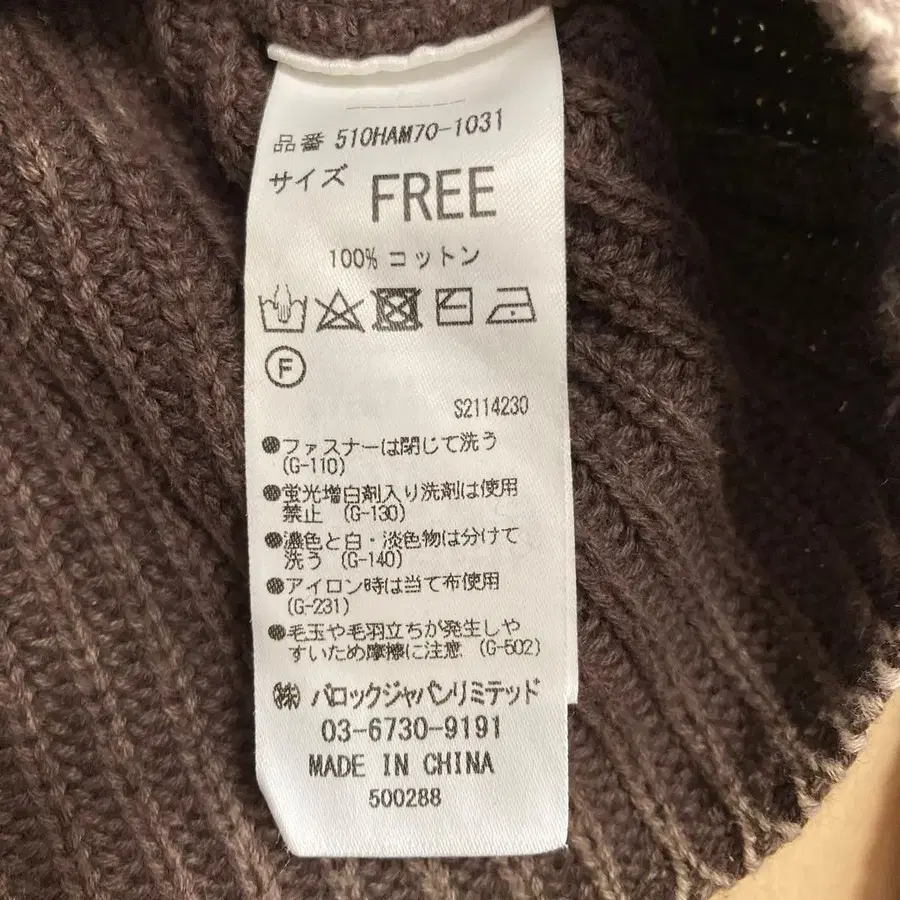 品番 510HAM70-1031
サイズ FREE
100% コットン
F
S2114230
●ファスナーは閉じて洗う
(G-110)
●蛍光増白剤入り洗剤は使用
禁止 (G-130)
●濃色と白・淡色物は分けて
洗う (G-140)
●アイロン時は当て布使用
(G-231)
●毛玉や毛羽立ちが発生しや
すいため摩擦に注意 (G-502)
㈱ バロックジャパンリミテッド
03-6730-9191
MADE IN CHINA
500288